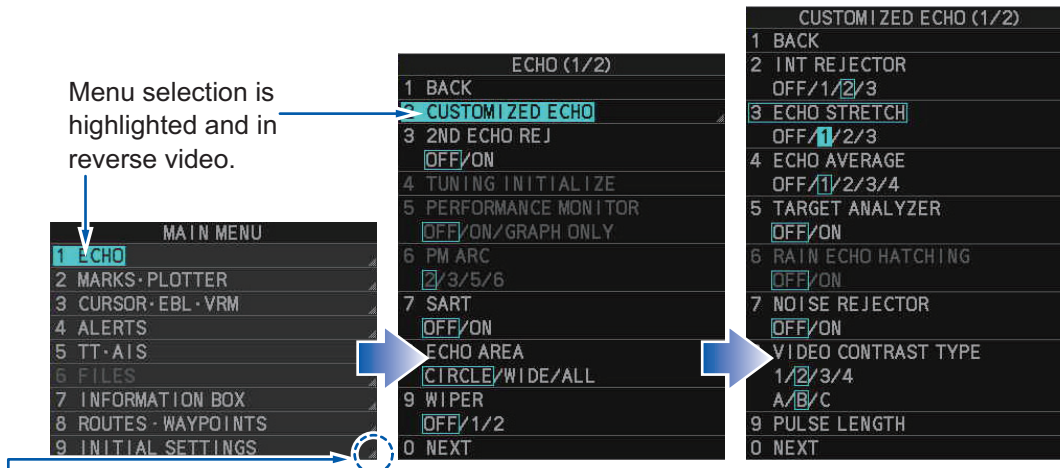 Menu selection is
highlighted and in
reverse video.
MAIN MENU
1 ECHO
2 MARKS·PLOTTER
3 CURSOR·EBL·VRM
4 ALERTS
5 TT·AIS
6 FILES
7 INFORMATION BOX
8 ROUTES·WAYPOINTS
9 INITIAL SETTINGS
ECHO (1/2)
1 BACK
2 CUSTOMIZED ECHO
3 2ND ECHO REJ
OFF/ON
4 TUNING INITIALIZE
5 PERFORMANCE MONITOR
OFF/ON/GRAPH ONLY
6 PM ARC
2/3/5/6
7 SART
OFF/ON
ECHO AREA
CIRCLE/WIDE/ALL
9 WIPER
OFF/1/2
0 NEXT
CUSTOMIZED ECHO (1/2)
1 BACK
2 INT REJECTOR
OFF/1/2/3
3 ECHO STRETCH
OFF/1/2/3
4 ECHO AVERAGE
OFF/1/2/3/4
5 TARGET ANALYZER
OFF/ON
6 RAIN ECHO HATCHING
OFF/ON
7 NOISE REJECTOR
OFF/ON
VIDEO CONTRAST TYPE
1/2/3/4
A/B/C
9 PULSE LENGTH
0 NEXT